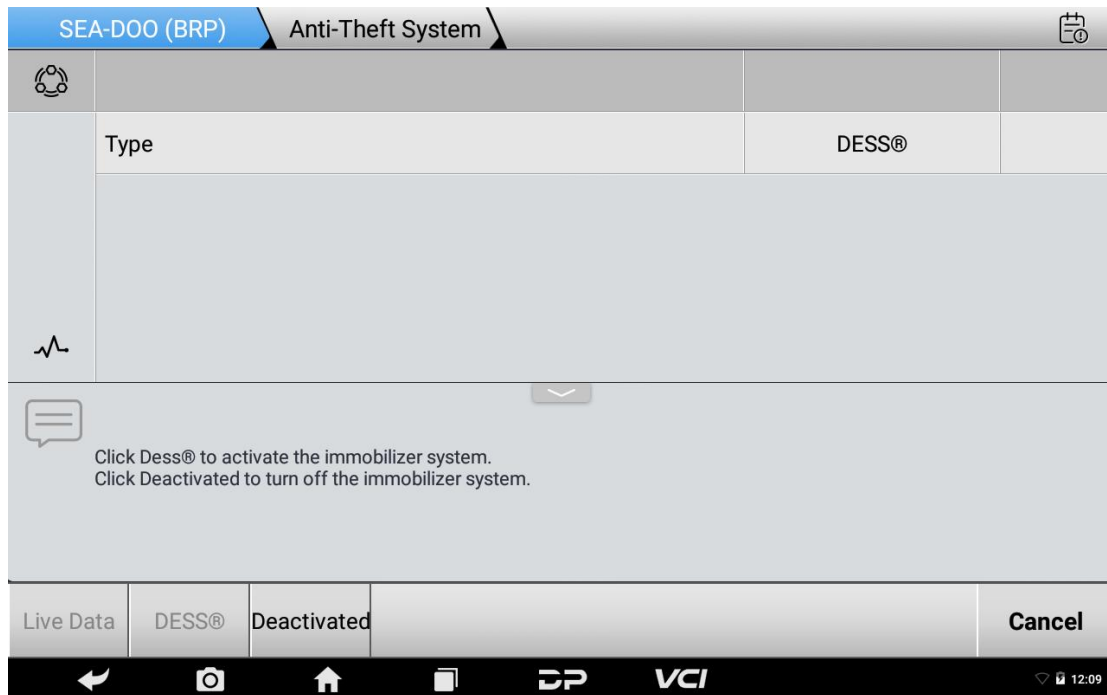 SEA-DOO (BRP)
Anti-Theft System
Type
DESS®
Click Dess® to activate the immobilizer system.
Click Deactivated to turn off the immobilizer system.
Live Data
DESS®
Deactivated
Cancel
DP
VCI
12:09